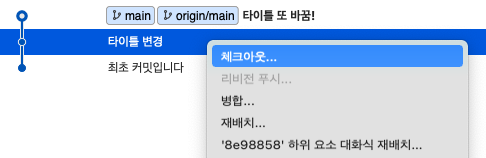 main origin/main 타이틀 또 바꿈!
타이틀 변경
최초 커밋입니다
체크아웃...
리비전 푸시...
병합...
재배치...
'8e98858' 하위 요소 대화식 재배치...